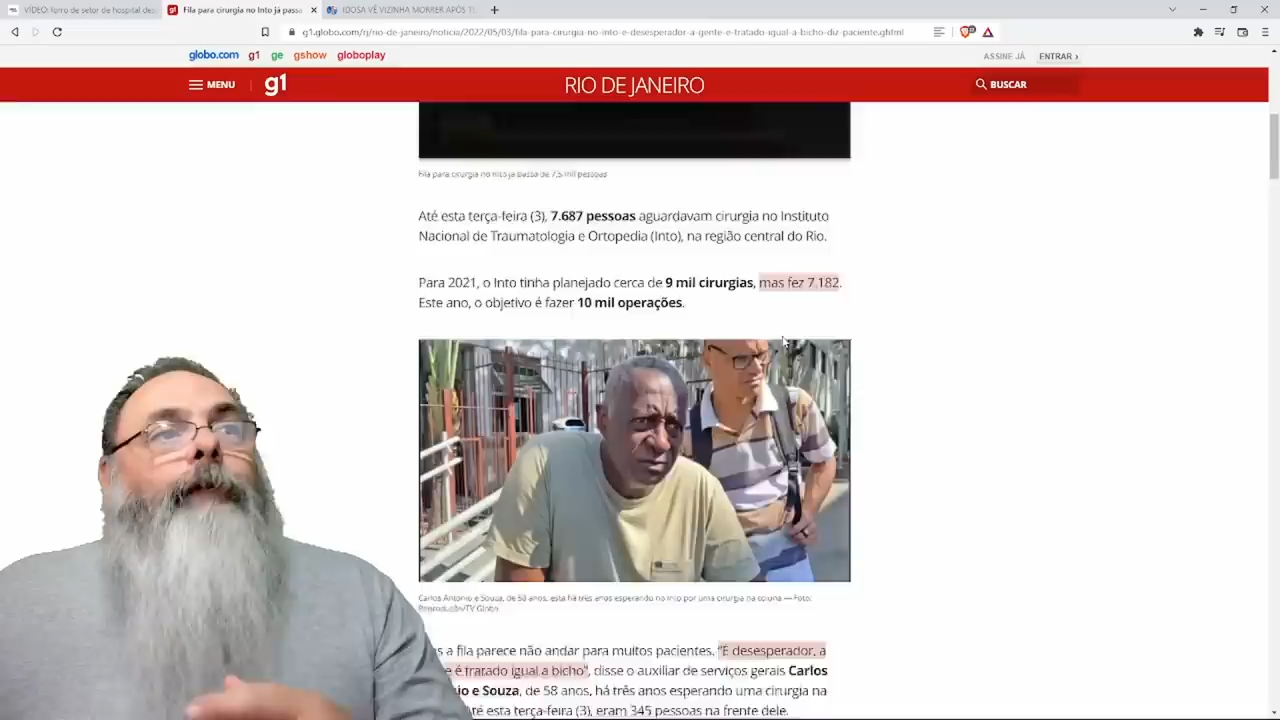 VÍDEO: forro de setor de hospital des
Fila para cirurgia no Into já passa
IDOSA VÊ VIZINHA MORRER APÓS
g1.globo.com/rj/rio-de-janeiro/noticia/2022/05/03/fila-para-cirurgia-no-into-e-desesperador-a-gente-e-tratado-igual-a-bicho-diz-paciente.ghtml
globo.com g1 ge gshow globoplay ASSINE JÁ ENTRAR ›
MENU g1 RIO DE JANEIRO BUSCAR
Fila para cirurgia no Into já passa de 7,5 mil pessoas
Até esta terça-feira (3), 7.687 pessoas aguardavam cirurgia no Instituto
Nacional de Traumatologia e Ortopedia (Into), na região central do Rio.
Para 2021, o Into tinha planejado cerca de 9 mil cirurgias, mas fez 7.182.
Este ano, o objetivo é fazer 10 mil operações.
Carlos Antonio e Souza, de 58 anos, está há três anos esperando no Into por uma cirurgia na coluna — Foto:
Reprodução/TV Globo
a fila parece não andar para muitos pacientes. "É desesperador, a
é tratado igual a bicho", disse o auxiliar de serviços gerais Carlos
io e Souza, de 58 anos, há três anos esperando uma cirurgia na
Até esta terça-feira (3), eram 345 pessoas na frente dele.